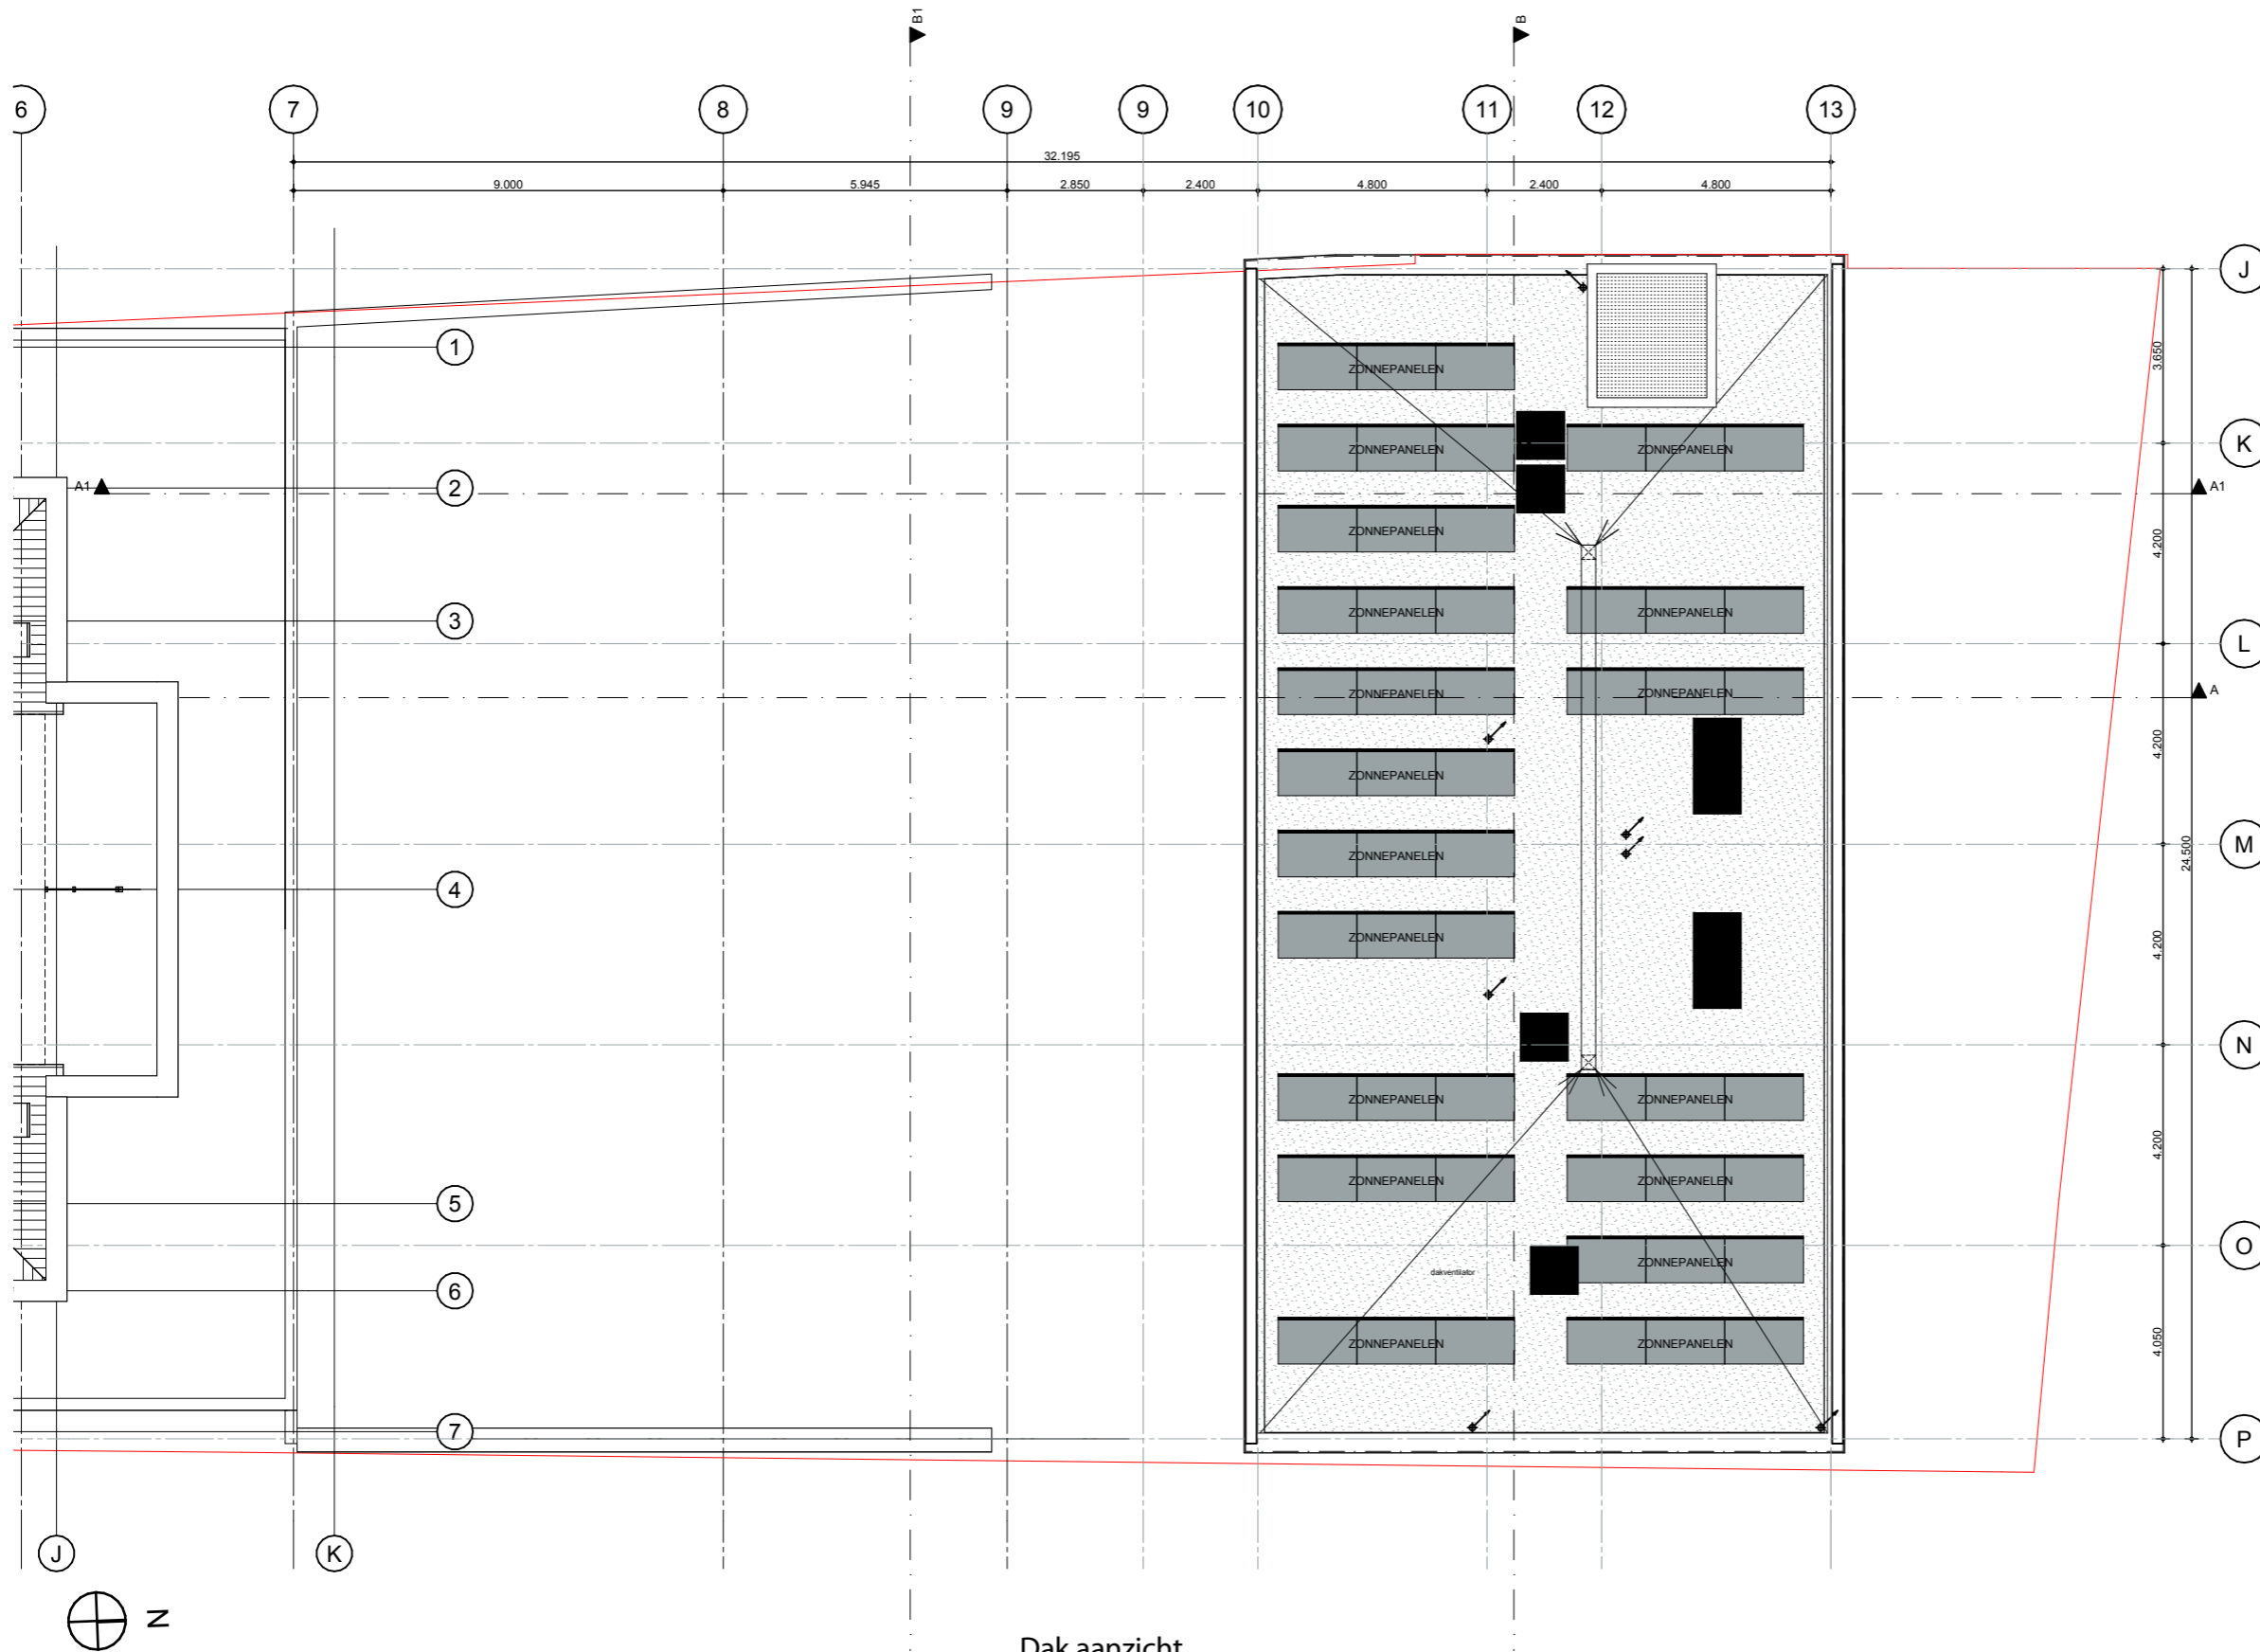 B1
B
6
7
8
9
9
10
11
12
13
32.195
9.000
5.945
2.850
2.400
4.800
2.400
4.800
J
1
3.650
ZONNEPANELEN
K
ZONNEPANELEN
ZONNEPANELEN
A1
2
A1
ZONNEPANELEN
4.200
3
ZONNEPANELEN
ZONNEPANELEN
L
ZONNEPANELEN
ZONNEPANELEN
A
4.200
ZONNEPANELEN
M
ZONNEPANELEN
24.500
4
ZONNEPANELEN
4.200
N
ZONNEPANELEN
ZONNEPANELEN
4.200
ZONNEPANELEN
ZONNEPANELEN
5
O
ZONNEPANELEN
dakventilator
6
4.050
ZONNEPANELEN
ZONNEPANELEN
7
P
J
K
N
Dak aanzicht